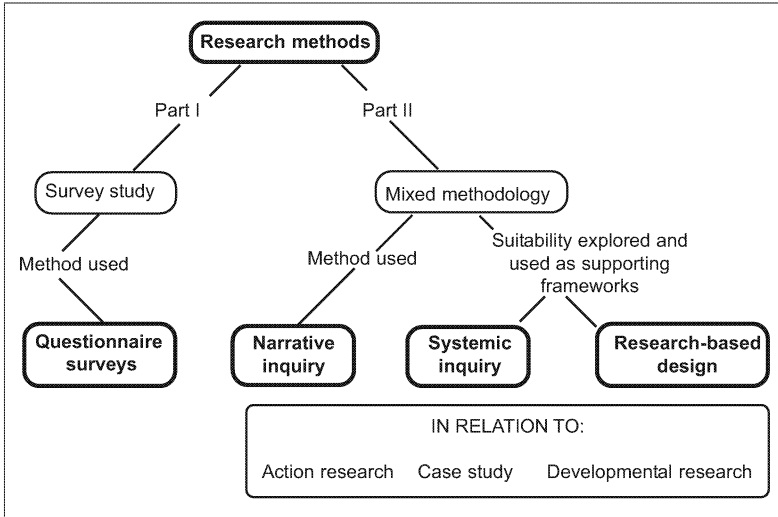 Research methods
Part I
Part II
Survey study
Mixed methodology
Method used
Method used
Suitability explored and
used as supporting
frameworks
Questionnaire
surveys
Narrative
inquiry
Systemic
inquiry
Research-based
design
IN RELATION TO:
Action research Case study Developmental research